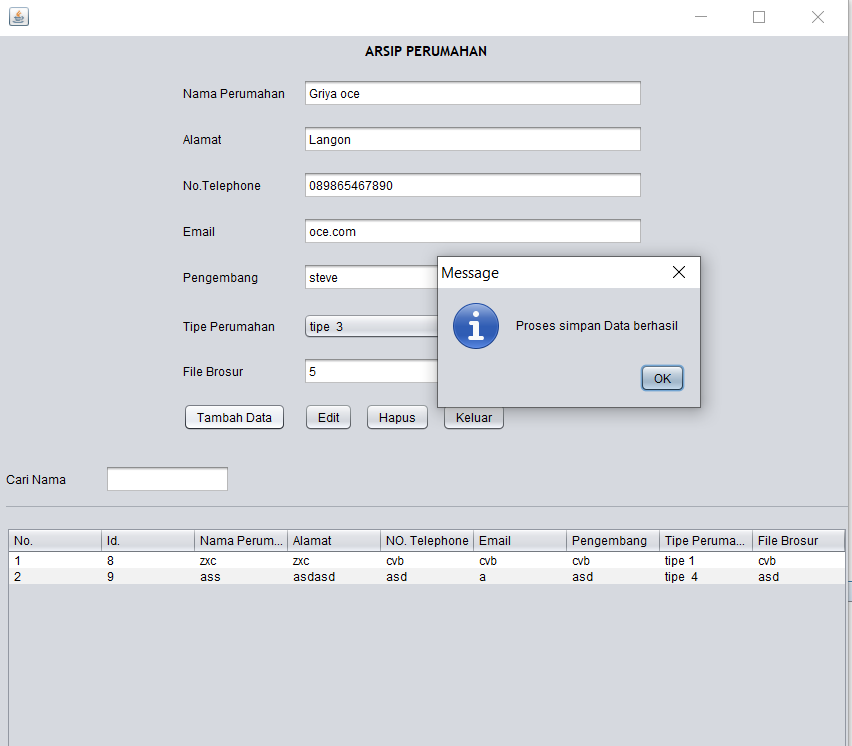 ARSIP PERUMAHAN
Nama Perumahan Griya oce
Alamat Langon
No.Telephone 089865467890
Email oce.com
Pengembang steve
Tipe Perumahan tipe 3
File Brosur 5
Message
Proses simpan Data berhasil
OK
Tambah Data Edit Hapus Keluar
Cari Nama
No. Id. Nama Perum... Alamat NO. Telephone Email Pengembang Tipe Peruma... File Brosur
1 8 zxc zxc cvb cvb cvb tipe 1 cvb
2 9 ass asdasd asd a asd tipe 4 asd